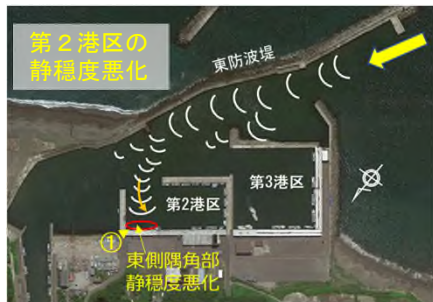 第２港区の
静穏度悪化
東防波堤
第3港区
第2港区
①
東側隅角部
静穏度悪化